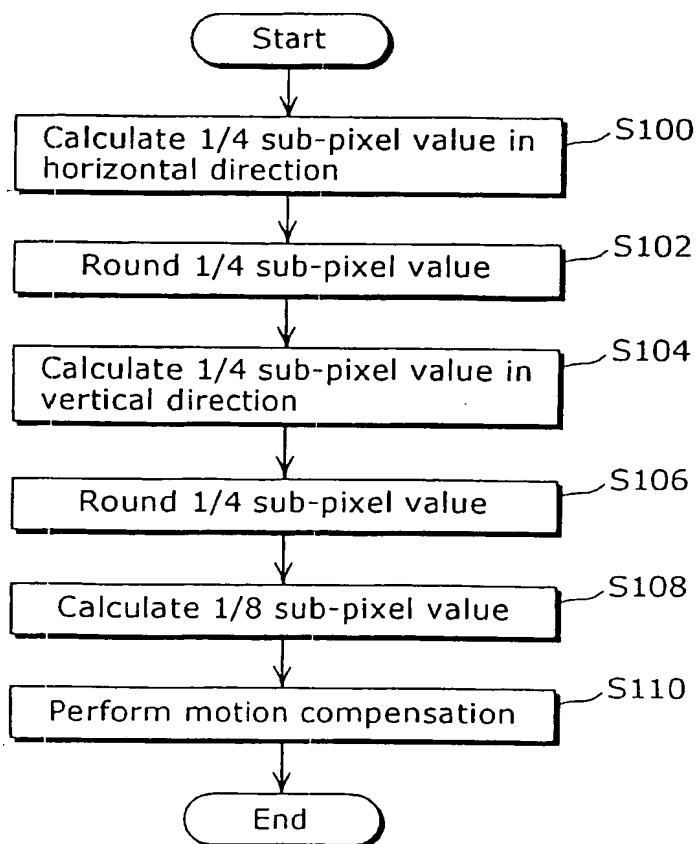 Start
Calculate 1/4 sub-pixel value in
horizontal direction
S100
Round 1/4 sub-pixel value
S102
Calculate 1/4 sub-pixel value in
vertical direction
S104
Round 1/4 sub-pixel value
S106
Calculate 1/8 sub-pixel value
S108
Perform motion compensation
S110
End